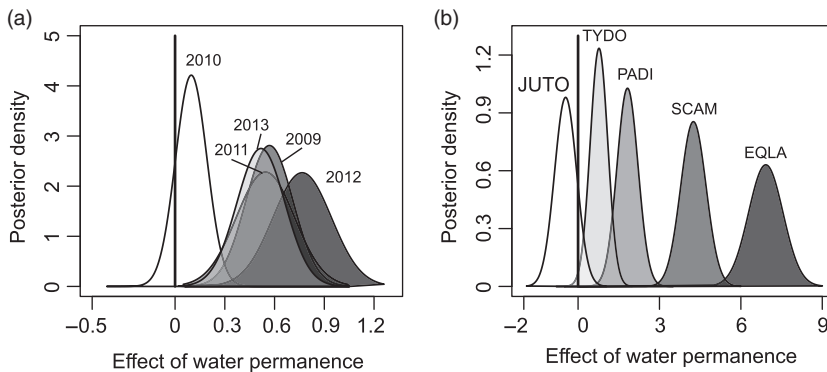 (a)
5
4
3
2
1
0
Posterior density
2010
2013
2011
2009
2012
−0.5 0 0.3 0.6 0.9 1.2
Effect of water permanence
(b)
1.2
0.9
0.6
0.3
0
Posterior density
JUTO
TYDO
PADI
SCAM
EQLA
−2 0 3 6 9
Effect of water permanence